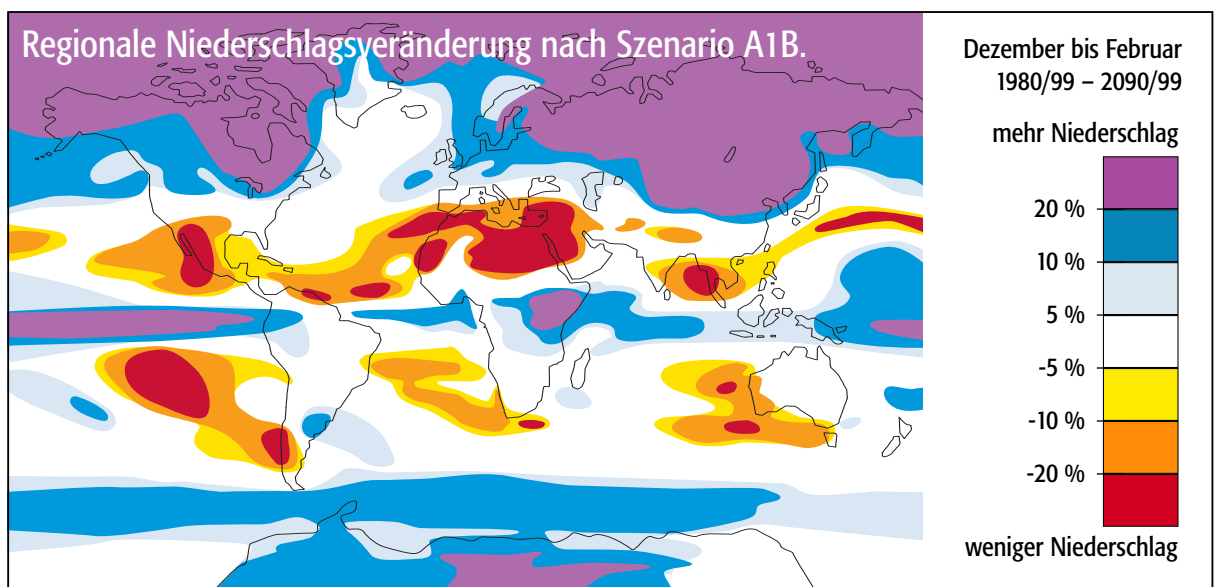 Regionale Niederschlagsveränderung nach Szenario A1B.
Dezember bis Februar
1980/99 – 2090/99
mehr Niederschlag
20 %
10 %
5 %
-5 %
-10 %
-20 %
weniger Niederschlag